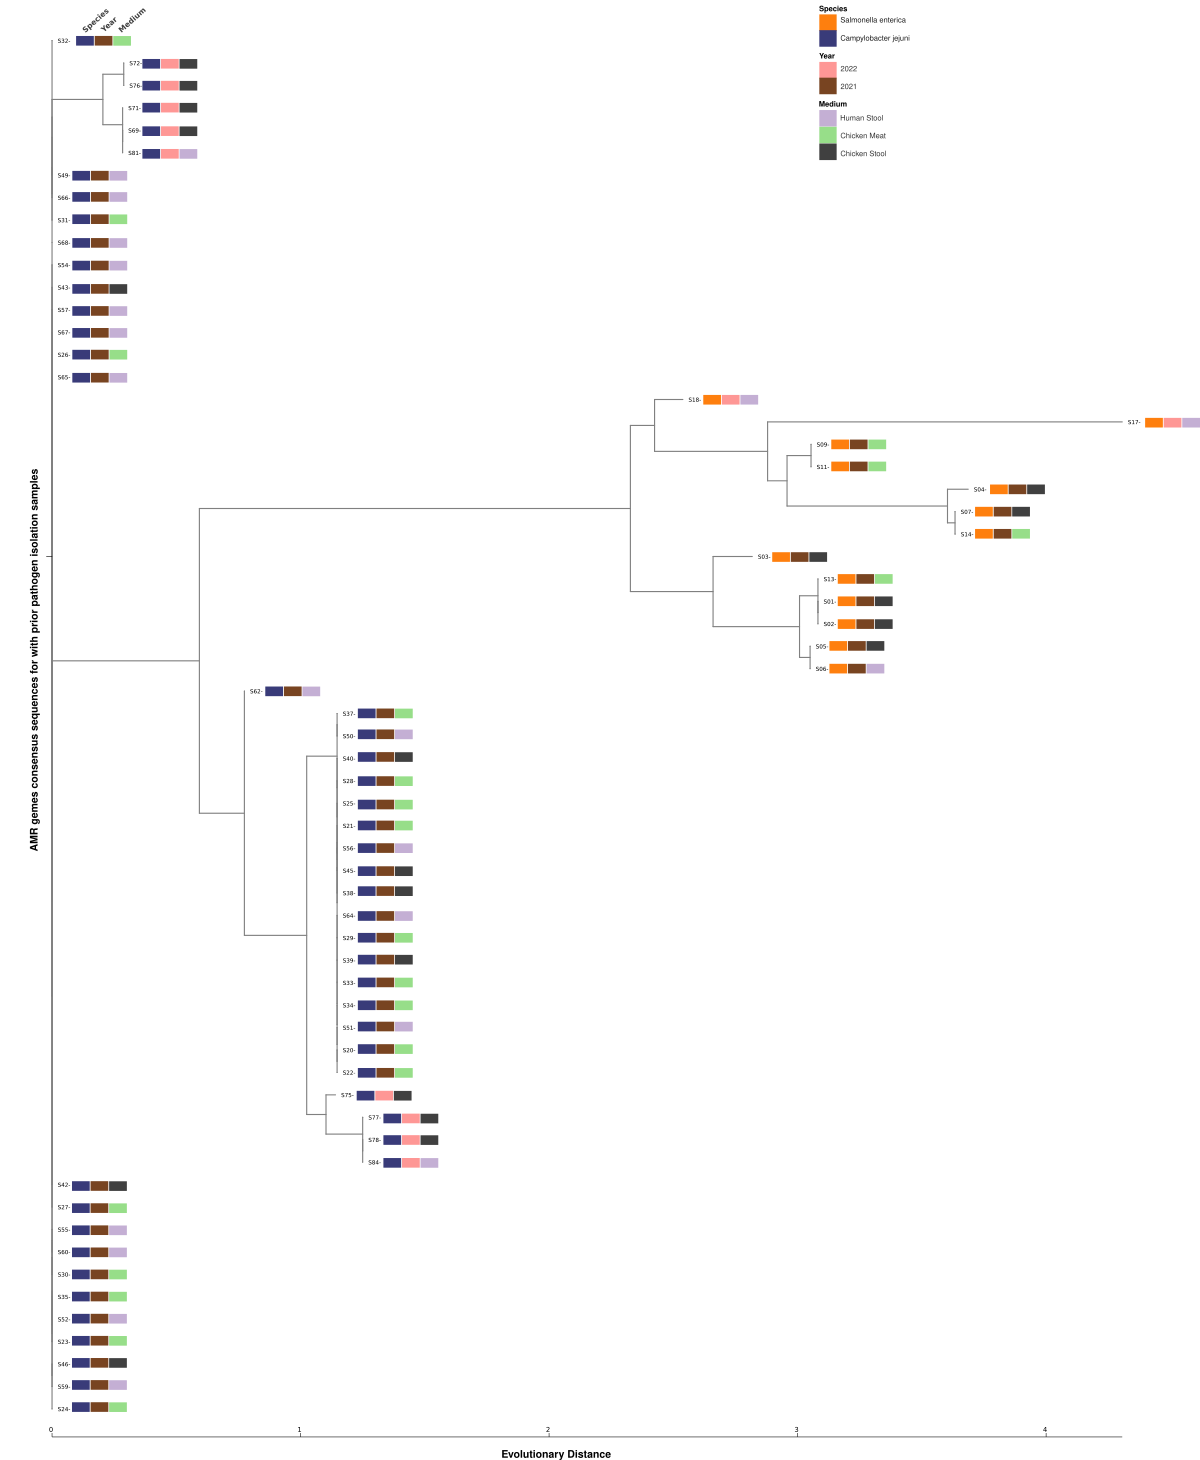 Species
Year
Medium
Species
Salmonella enterica
Campylobacter jejuni
Year
2022
2021
Medium
Human Stool
Chicken Meat
Chicken Stool
AMR gemes consensus sequences for with prior pathogen isolation samples
S32-
S72-
S76-
S71-
S69-
S81-
S49-
S66-
S31-
S68-
S54-
S43-
S57-
S67-
S26-
S65-
S18-
S17-
S09-
S11-
S04-
S07-
S14-
S03-
S13-
S01-
S02-
S05-
S06-
S62-
S37-
S50-
S40-
S28-
S25-
S21-
S56-
S45-
S38-
S64-
S29-
S39-
S33-
S34-
S51-
S20-
S22-
S75-
S77-
S78-
S84-
S42-
S27-
S55-
S60-
S30-
S35-
S52-
S23-
S46-
S59-
S24-
0 1 2 3 4
Evolutionary Distance